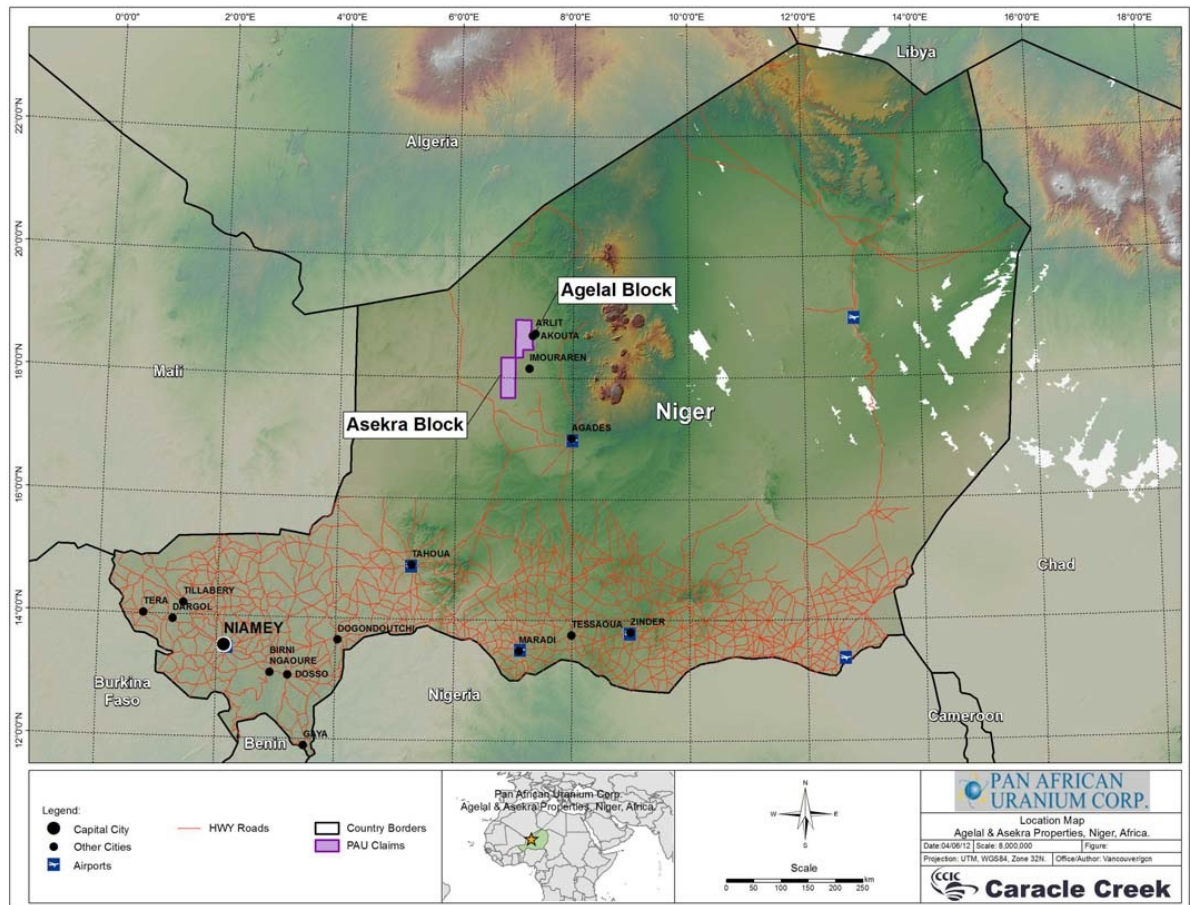 0°0'0"
2°0'0"E
4°0'0"E
6°0'0"E
8°0'0"E
10°0'0"E
12°0'0"E
14°0'0"E
16°0'0"E
18°0'0"E
22°0'0"N
20°0'0"N
18°0'0"N
16°0'0"N
14°0'0"N
12°0'0"N
Libya
Algeria
Agelal Block
ARLIT
AKOUTA
IMOURAREN
Mali
Niger
Asekra Block
AGADES
TAHOUA
Chad
TILLABERY
TERA
DARGOL
NIAMEY
DOGONDOUTCHI
MARADI
TESSAOUA
ZINDER
BIRNI
NGAOURE
DOSSO
Burkina
Faso
Nigeria
Cameroon
Benin
GAYA
Legend:
Capital City
Other Cities
Airports
HWY Roads
Country Borders
PAU Claims
Pan African Uranium Corp.
Agelal & Asekra Properties, Niger, Africa.
N
W
E
S
Scale
km
0 50 100 150 200 250
PAN AFRICAN
URANIUM CORP.
Location Map
Agelal & Asekra Properties, Niger, Africa.
Date:04/06/12 Scale: 8,000,000 Figure:
Projection: UTM, WGS84, Zone 32N. Office/Author: Vancouver/gcn
CCIC
Caracle Creek